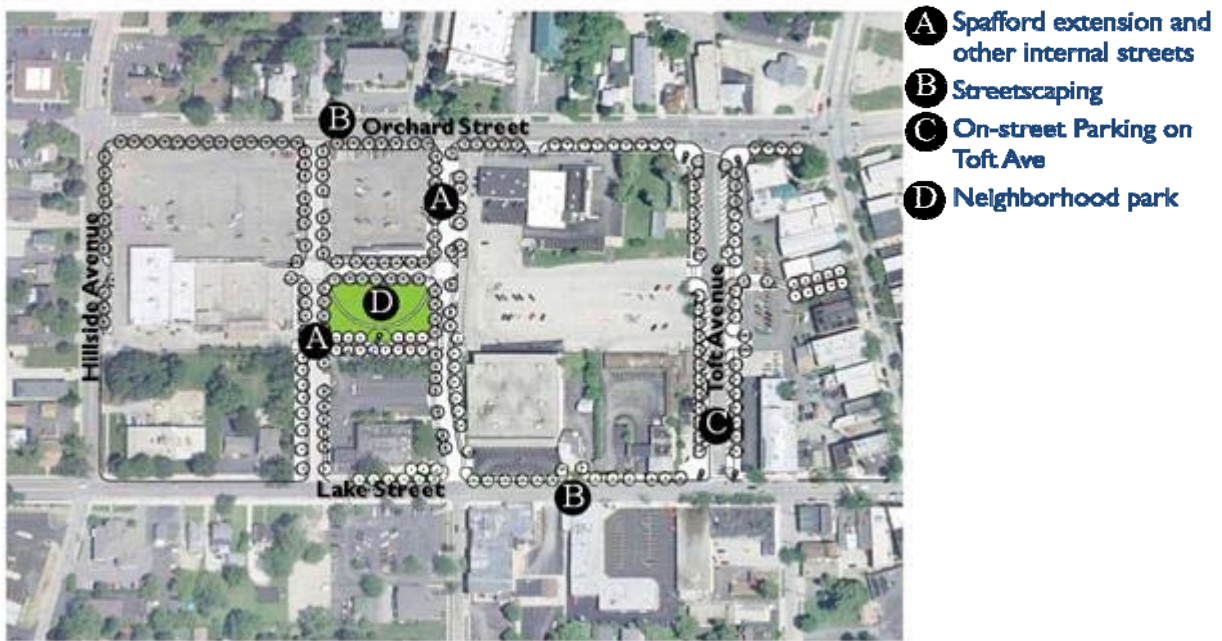 B
Orchard Street
A
Hillside Avenue
D
A
Toft Avenue
C
Lake Street
B
A Spafford extension and
other internal streets
B Streetscaping
C On-street Parking on
Toft Ave
D Neighborhood park